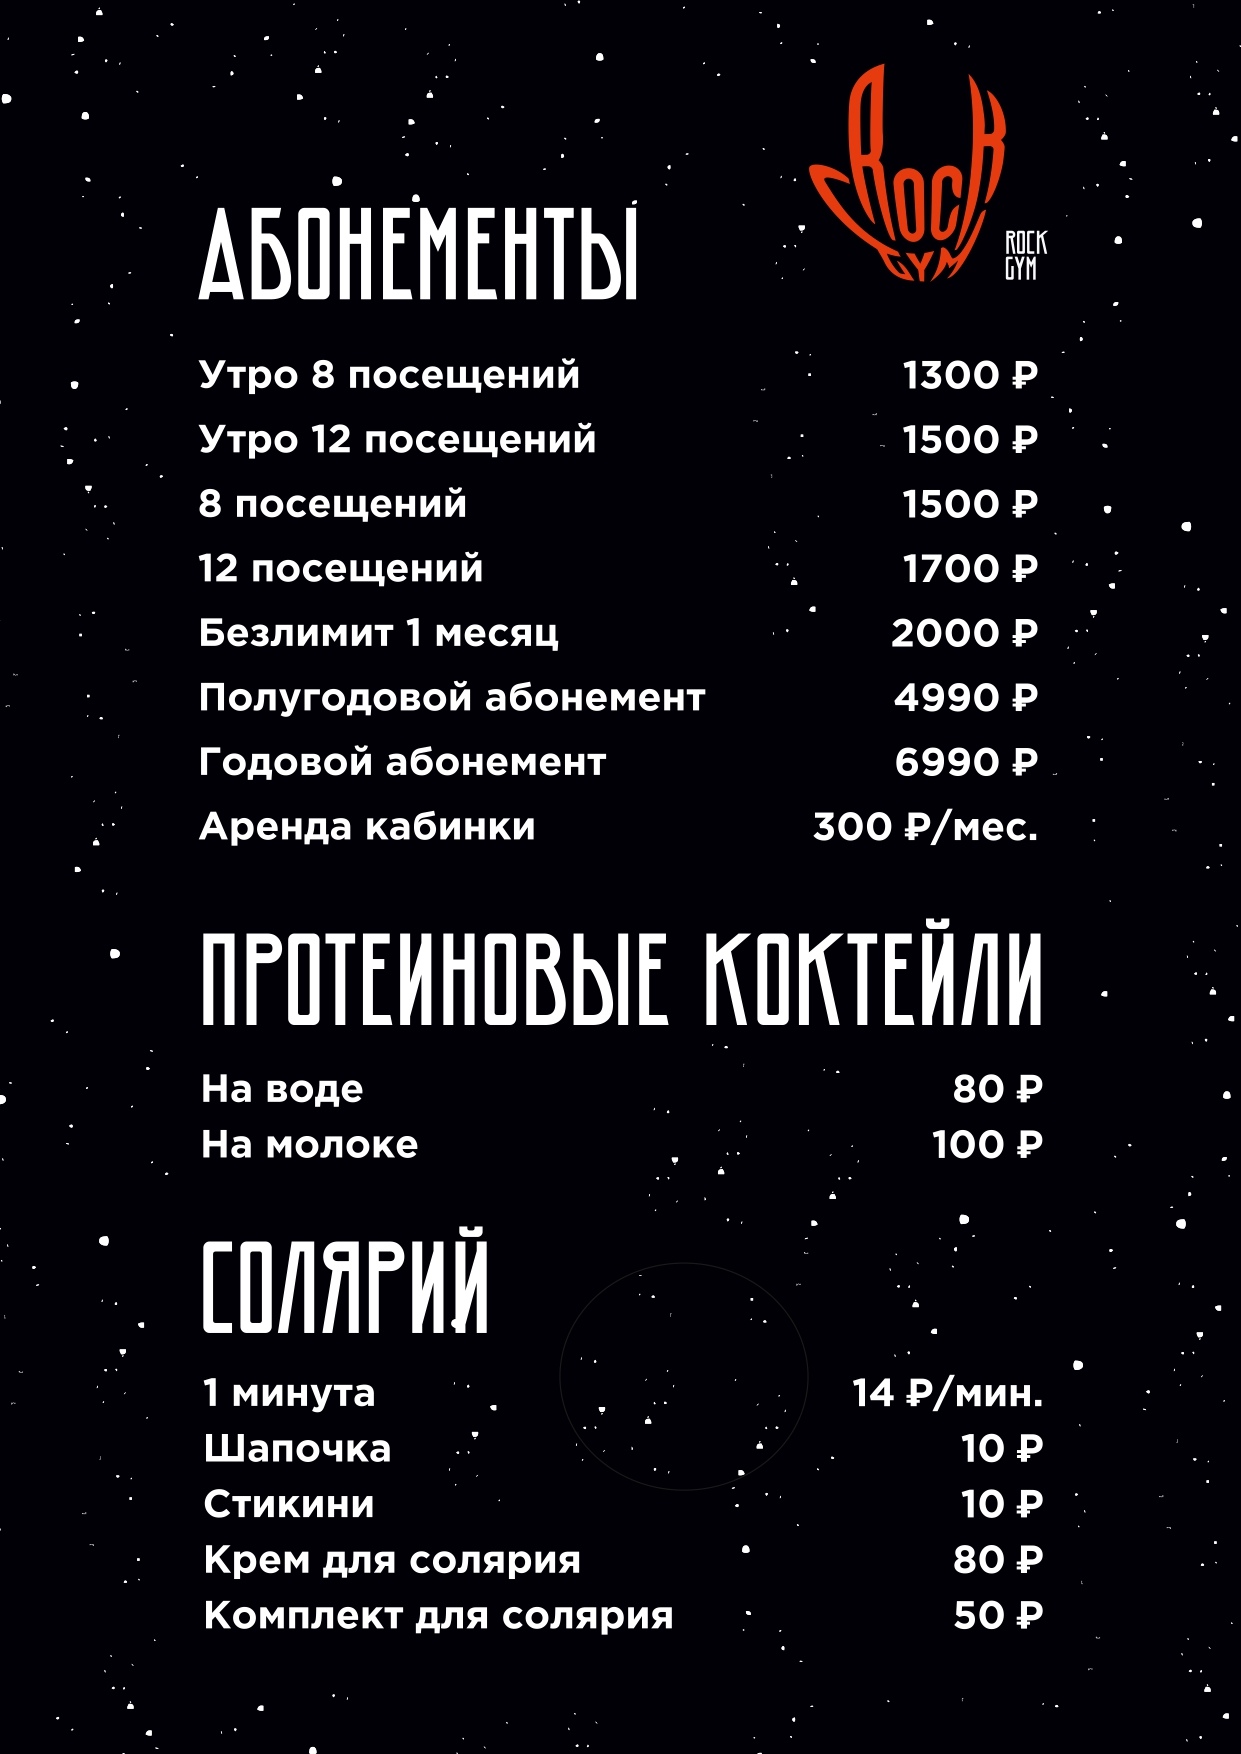 ROCK
GYM
ROCK
GYM
АБОНЕМЕНТЫ
Утро 8 посещений 1300 ₽
Утро 12 посещений 1500 ₽
8 посещений 1500 ₽
12 посещений 1700 ₽
Безлимит 1 месяц 2000 ₽
Полугодовой абонемент 4990 ₽
Годовой абонемент 6990 ₽
Аренда кабинки 300 ₽/мес.
ПРОТЕИНОВЫЕ КОКТЕЙЛИ
На воде 80 ₽
На молоке 100 ₽
СОЛЯРИЙ
1 минута 14 ₽/мин.
Шапочка 10 ₽
Стикини 10 ₽
Крем для солярия 80 ₽
Комплект для солярия 50 ₽